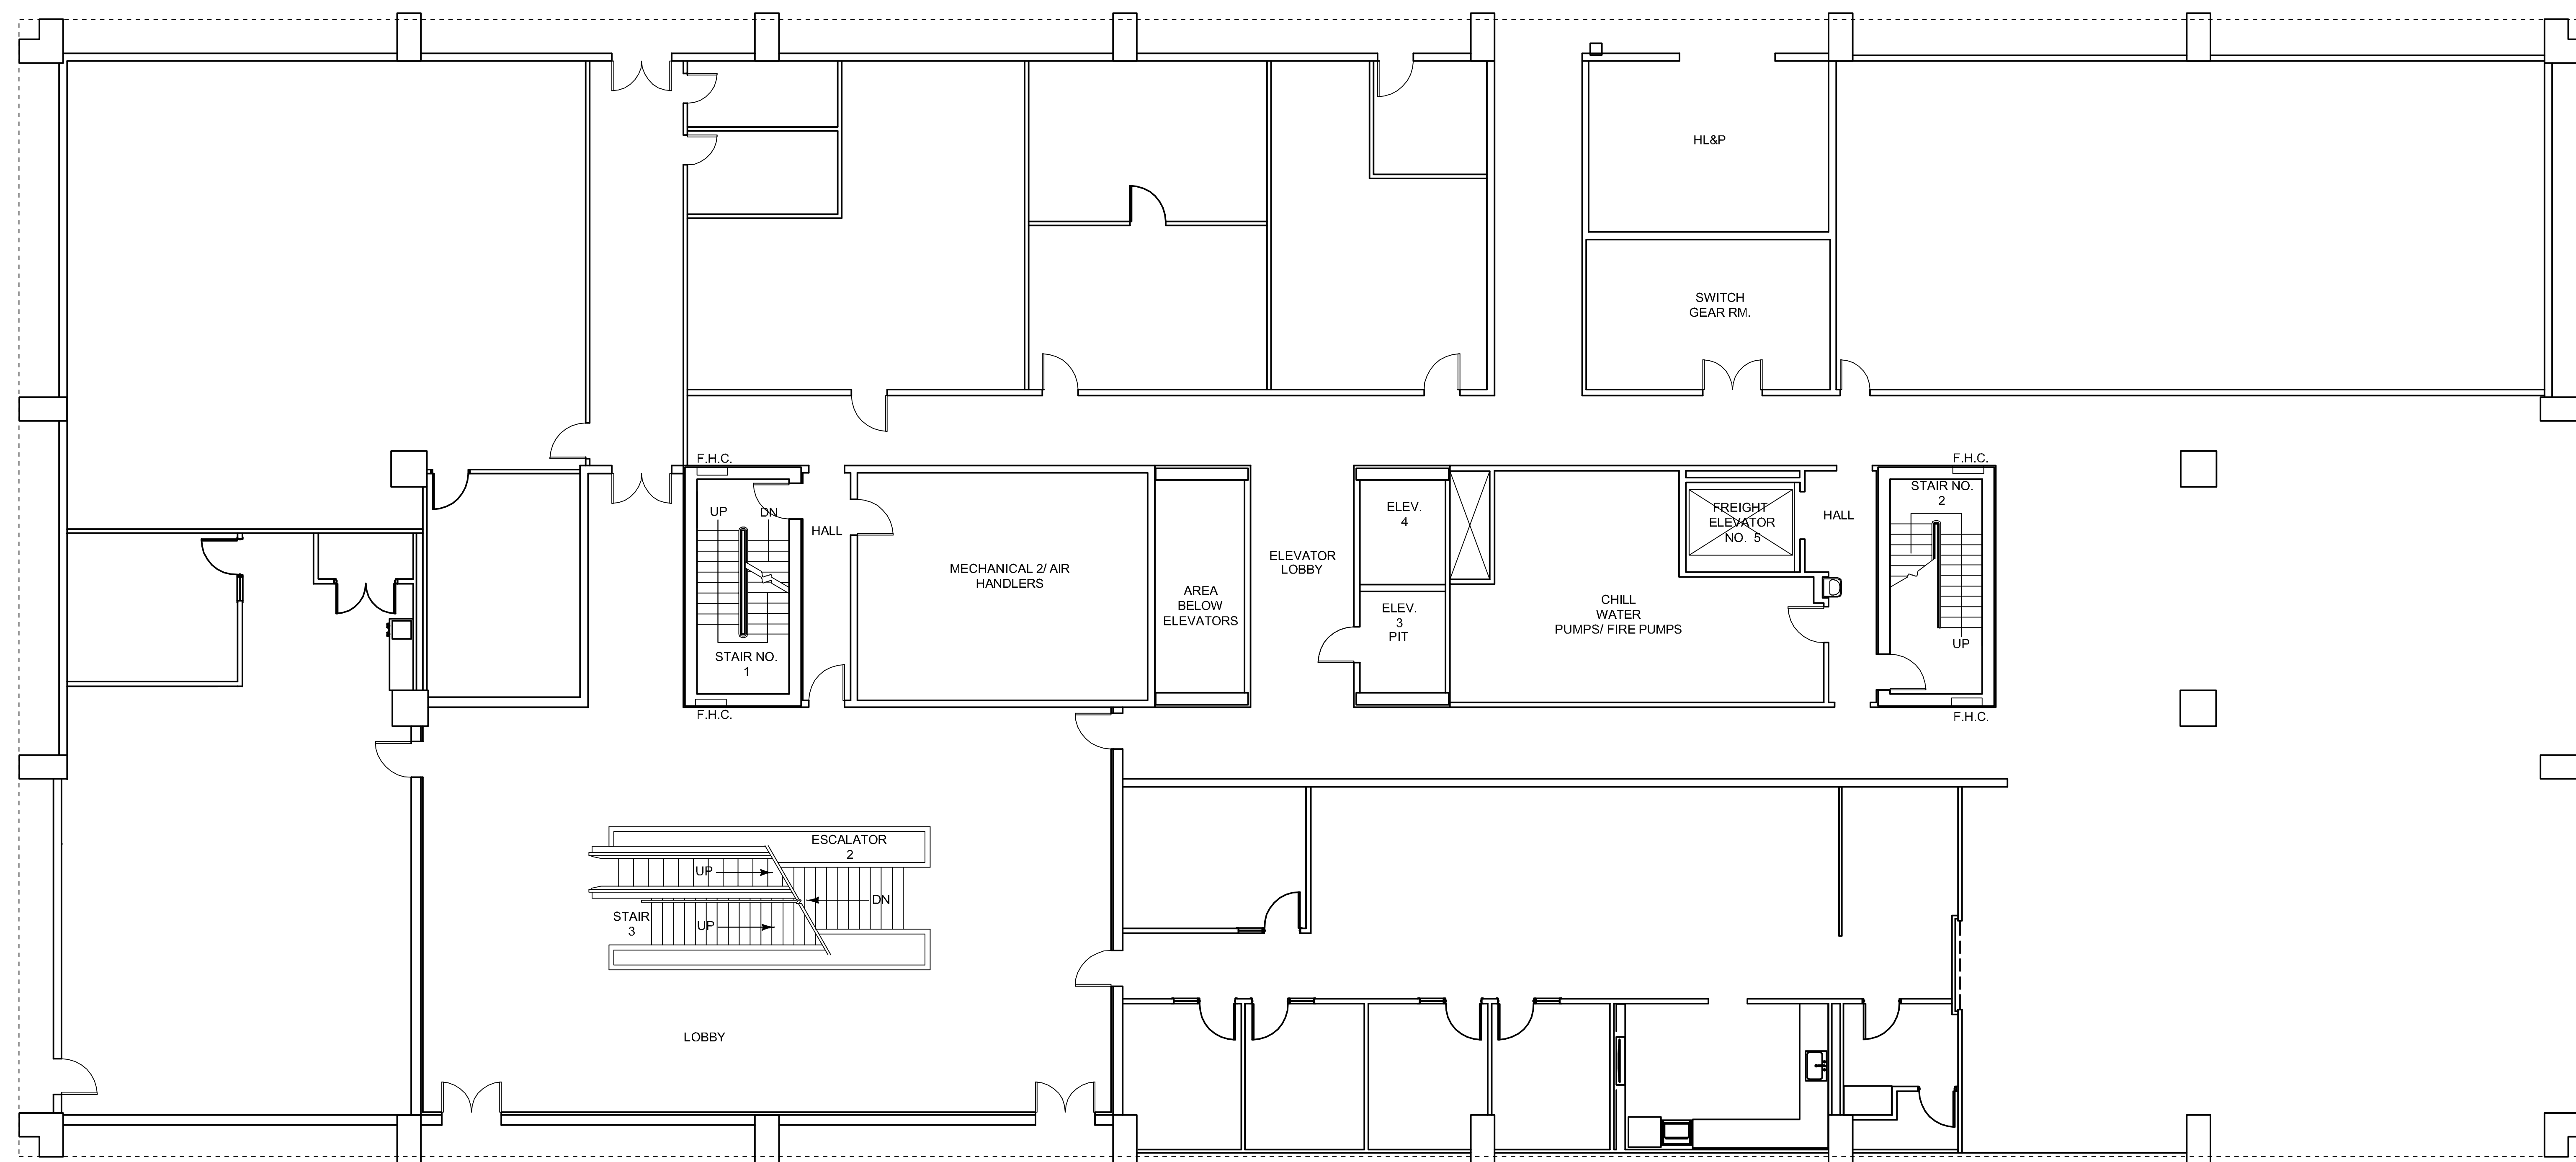 HL&P
SWITCH
GEAR RM.
F.H.C.
F.H.C.
STAIR NO.
2
UP
DN
HALL
ELEV.
4
FREIGHT
ELEVATOR
NO. 5
HALL
MECHANICAL 2/ AIR
HANDLERS
ELEVATOR
LOBBY
AREA
BELOW
ELEVATORS
ELEV.
3
PIT
CHILL
WATER
PUMPS/ FIRE PUMPS
UP
STAIR NO.
1
F.H.C.
F.H.C.
ESCALATOR
2
UP
DN
STAIR
3
UP
LOBBY